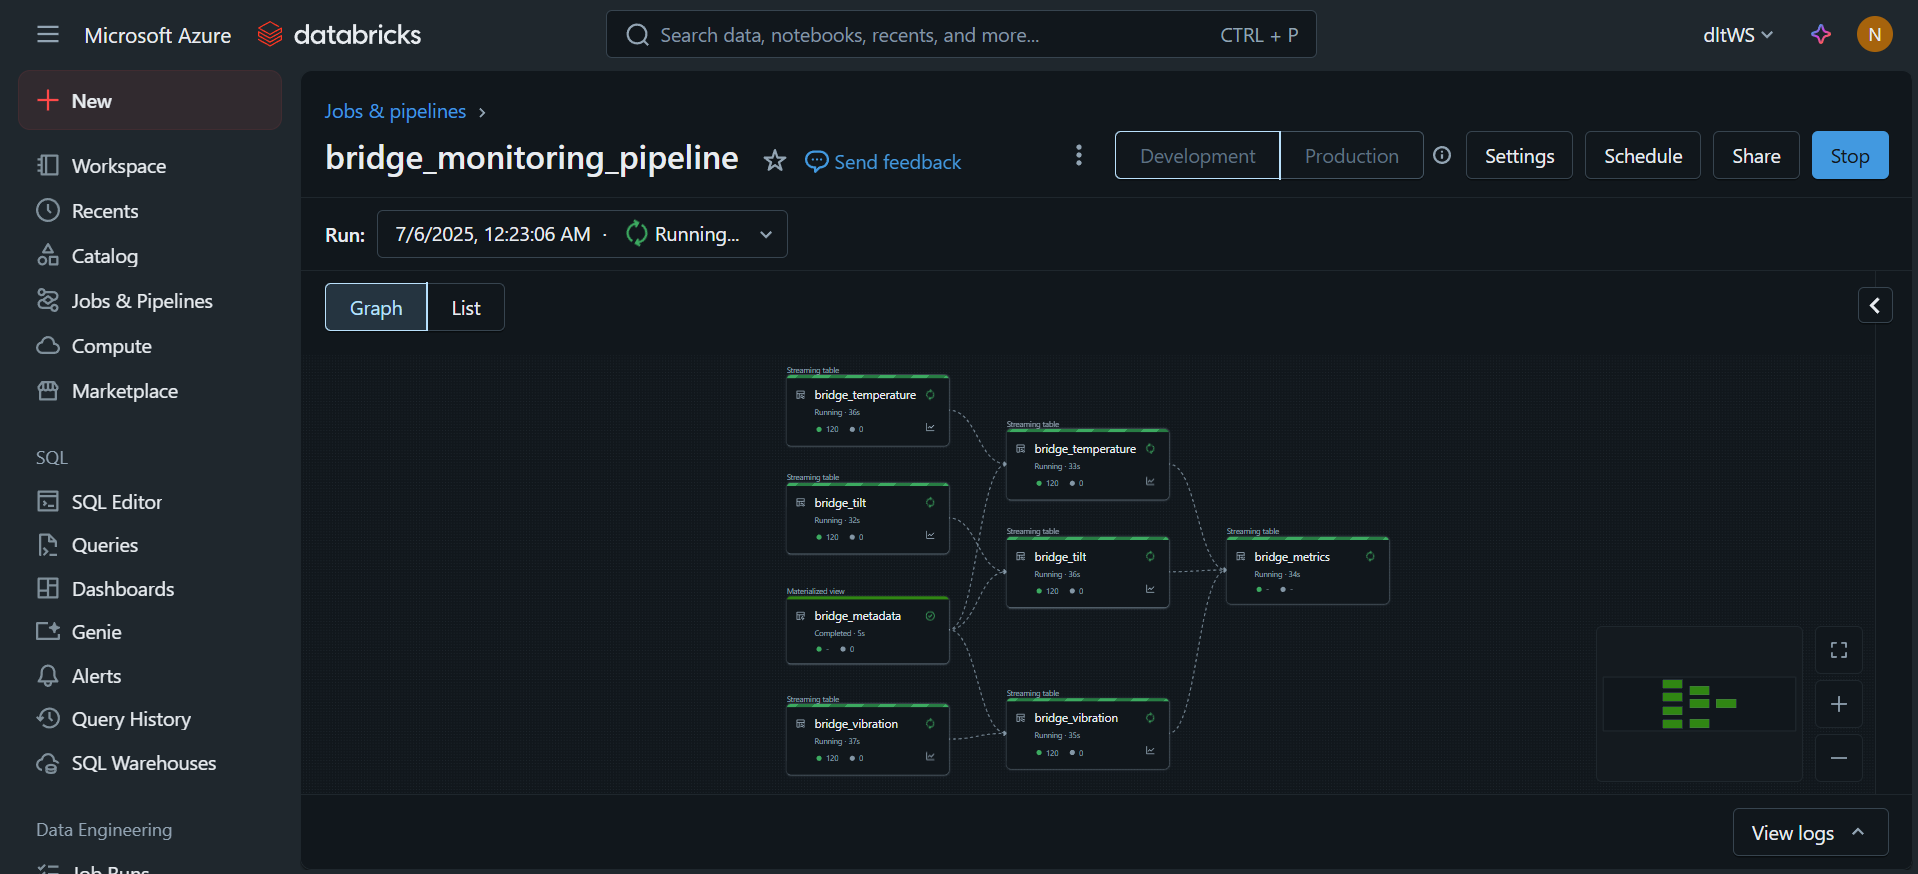 Microsoft Azure
databricks
Search data, notebooks, recents, and more...
CTRL + P
dltWS
N
New
Workspace
Recents
Catalog
Jobs & Pipelines
Compute
Marketplace
SQL
SQL Editor
Queries
Dashboards
Genie
Alerts
Query History
SQL Warehouses
Data Engineering
Job Runs
Jobs & pipelines
bridge_monitoring_pipeline
Send feedback
Development
Production
Settings
Schedule
Share
Stop
Run:
7/6/2025, 12:23:06 AM · Running...
Graph
List
Streaming table
bridge_temperature
Running · 36s
120 0
Streaming table
bridge_tilt
Running · 32s
120 0
Materialized view
bridge_metadata
Completed · 5s
- 0
Streaming table
bridge_vibration
Running · 37s
120 0
Streaming table
bridge_temperature
Running · 33s
120 0
Streaming table
bridge_tilt
Running · 36s
120 0
Streaming table
bridge_vibration
Running · 35s
120 0
Streaming table
bridge_metrics
Running · 34s
- -
View logs